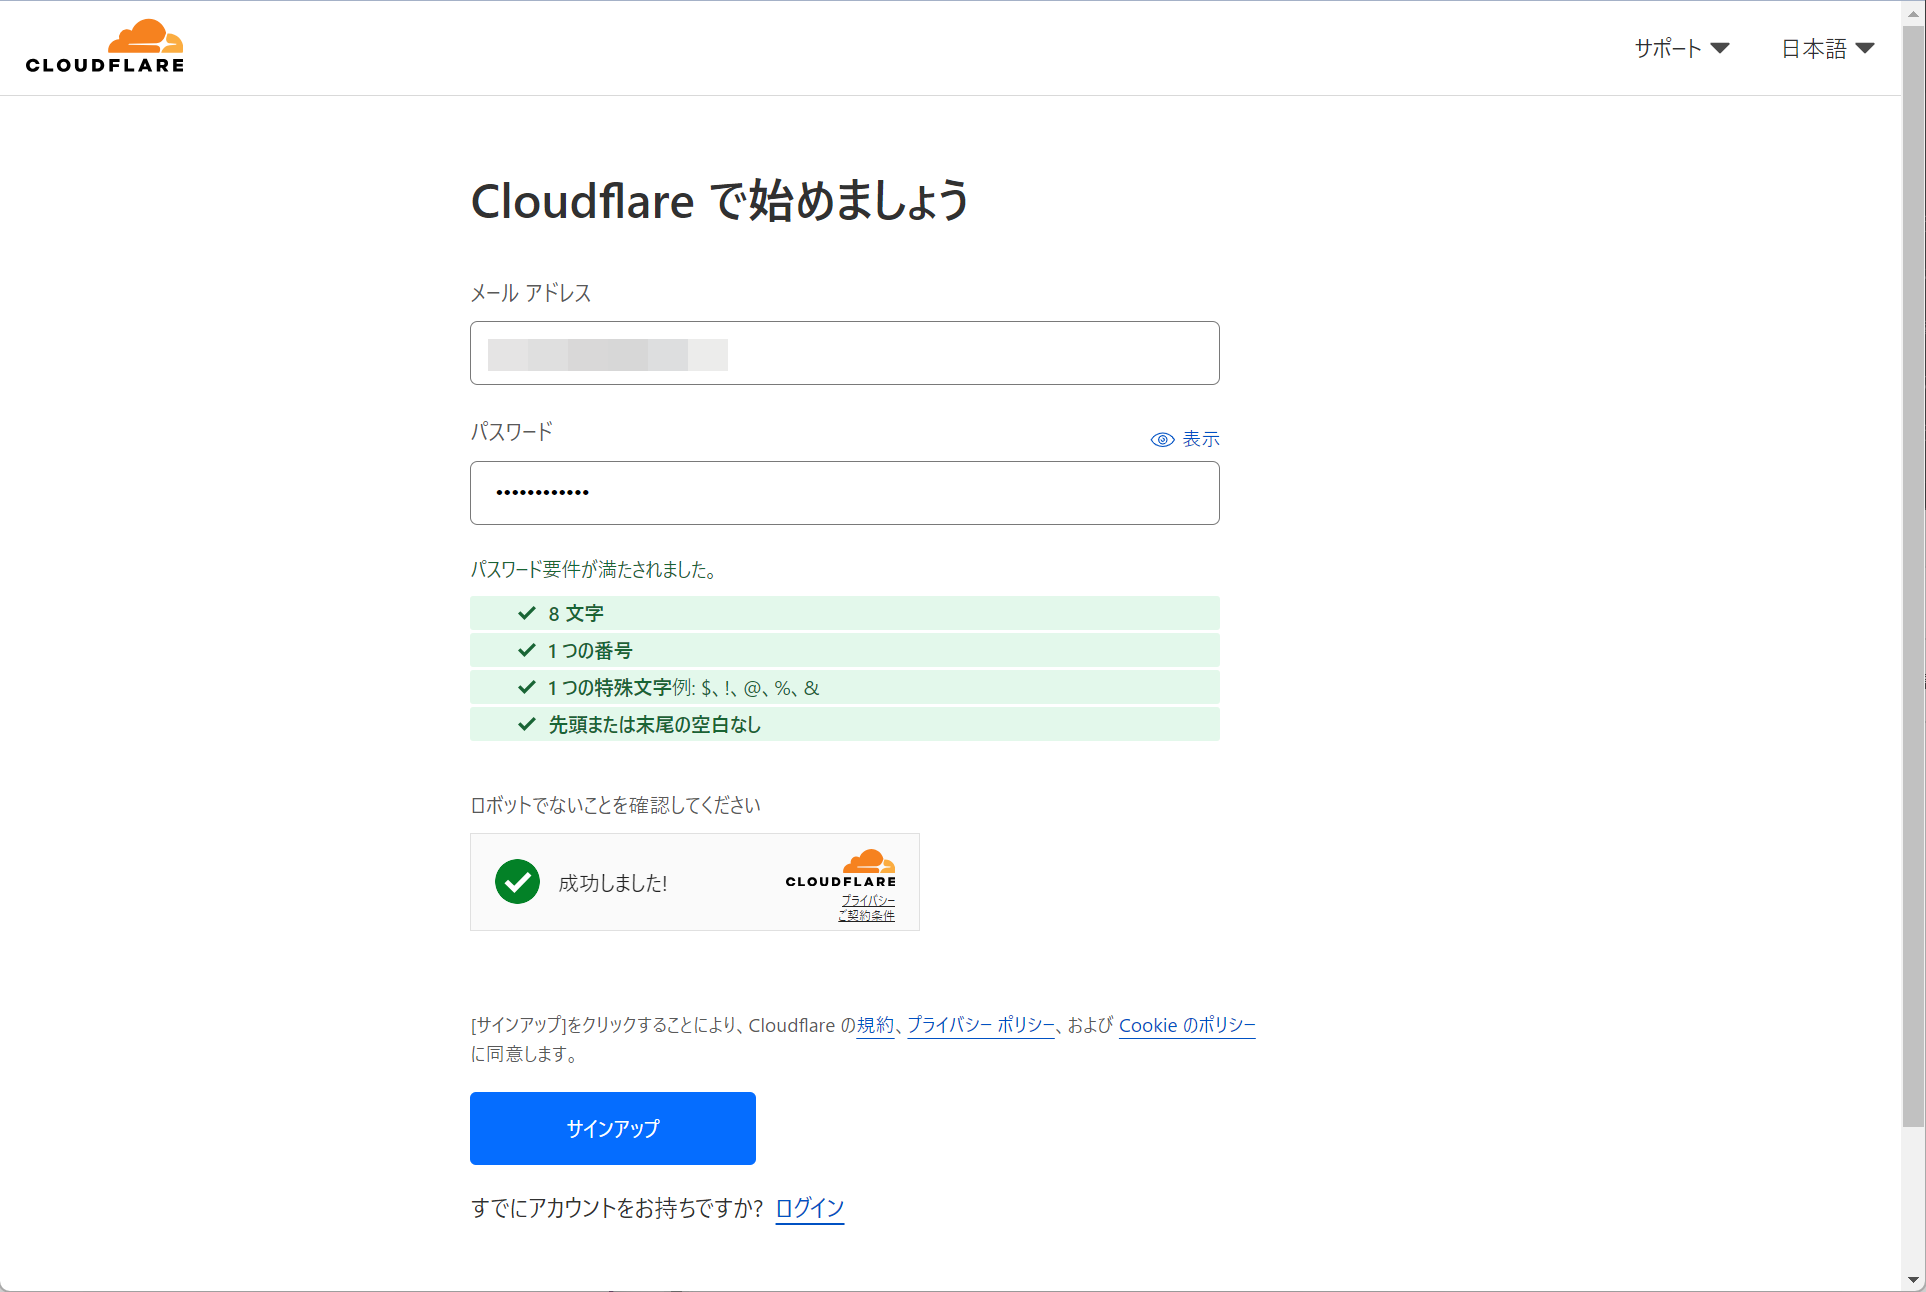 CLOUDFLARE
サポート
日本語
Cloudflare で始めましょう
メール アドレス
パスワード
表示
••••••••••••
パスワード要件が満たされました。
8 文字
1 つの番号
1 つの特殊文字例: $、!、@、%、&
先頭または末尾の空白なし
ロボットでないことを確認してください
成功しました!
CLOUDFLARE
プライバシー
ご契約条件
[サインアップ]をクリックすることにより、Cloudflare の規約、プライバシー ポリシー、および Cookie のポリシー
に同意します。
サインアップ
すでにアカウントをお持ちですか? ログイン